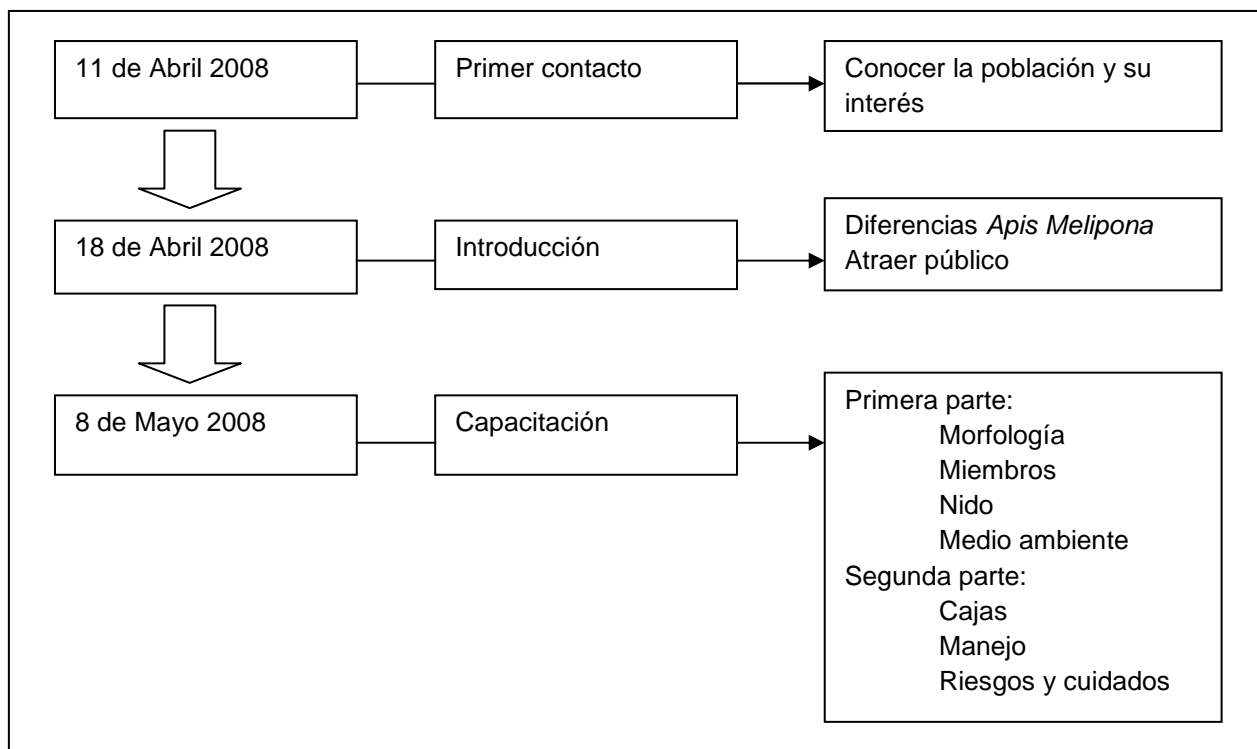 11 de Abril 2008
Primer contacto
Conocer la población y su
interés
18 de Abril 2008
Introducción
Diferencias Apis Melipona
Atraer público
8 de Mayo 2008
Capacitación
Primera parte:
Morfología
Miembros
Nido
Medio ambiente
Segunda parte:
Cajas
Manejo
Riesgos y cuidados